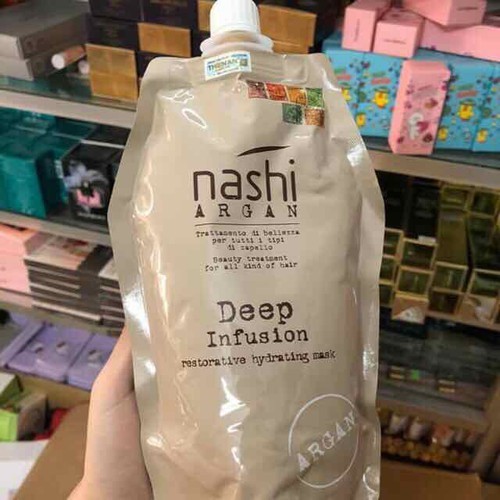 nashi
ARGAN
Trattamento di bellezza
per tutti i tipi
di capello
Beauty treatment
for all kind of hair
Deep
Infusion
restorative hydrating mask
ARGAN